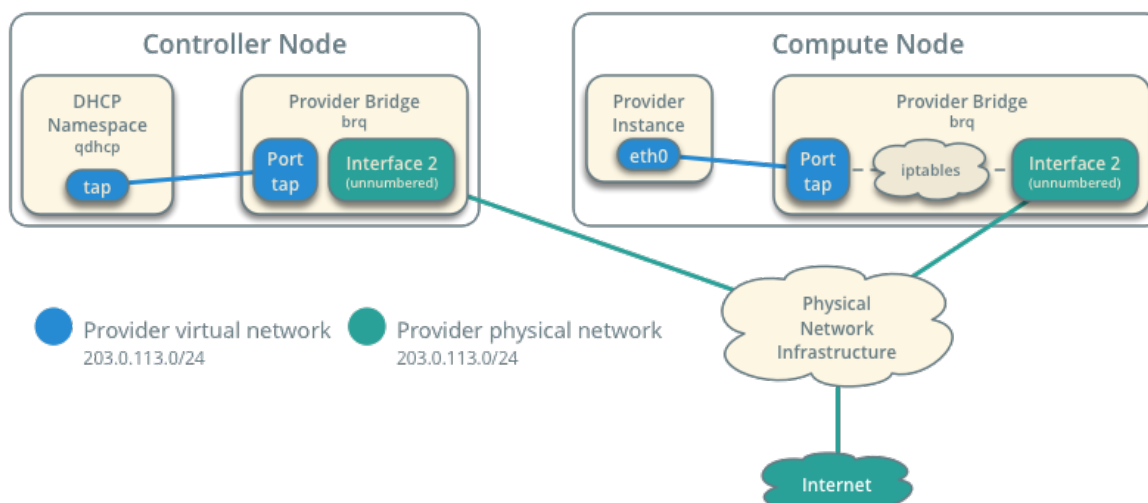 Controller Node
DHCP
Namespace
qdhcp
tap
Provider Bridge
brq
Port
tap
Interface 2
(unnumbered)
Compute Node
Provider
Instance
eth0
Provider Bridge
brq
Port
tap
iptables
Interface 2
(unnumbered)
Physical
Network
Infrastructure
Internet
Provider virtual network
203.0.113.0/24
Provider physical network
203.0.113.0/24